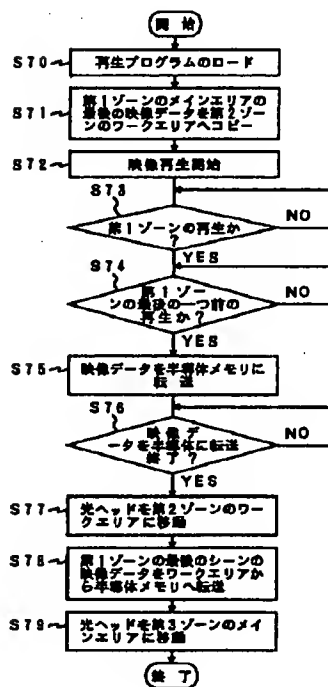 開 始
S70
再生プログラムのロード
S71
第1ゾーンのメインエリアの
最後の映像データを第2ゾー
ンのワークエリアへコピー
S72
映像再生開始
S73
第1ゾーンの再生か
?
NO
YES
S74
第1ゾー
ンの最後の一つ前の
再生か?
NO
YES
S75
映像データを半導体メモリに
転 送
S76
映像デ
ータを半導体に転送
終了?
NO
YES
S77
光ヘッドを第2ゾーンのワー
クエリアに移動
S78
第1ゾーンの最後のシーンの
映像データをワークエリアか
ら半導体メモリへ転送
S79
光ヘッドを第3ゾーンのメイ
ンエリアに移動
終 了